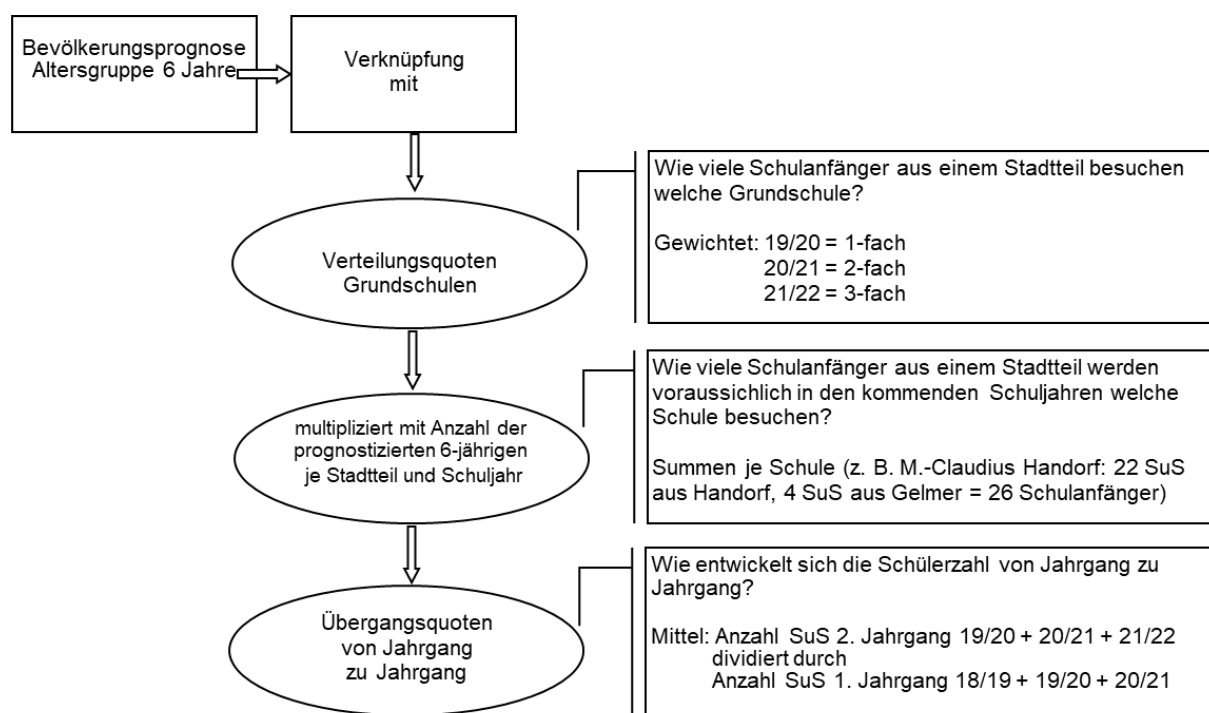 Bevölkerungsprognose
Altersgruppe 6 Jahre
Verknüpfung
mit
Wie viele Schulanfänger aus einem Stadtteil besuchen
welche Grundschule?
Gewichtet: 19/20 = 1-fach
20/21 = 2-fach
21/22 = 3-fach
Verteilungsquoten
Grundschulen
Wie viele Schulanfänger aus einem Stadtteil werden
voraussichtlich in den kommenden Schuljahren welche
Schule besuchen?
Summen je Schule (z. B. M.-Claudius Handorf: 22 SuS
aus Handorf, 4 SuS aus Gelmer = 26 Schulanfänger)
multipliziert mit Anzahl der
prognostizierten 6-jährigen
je Stadtteil und Schuljahr
Wie entwickelt sich die Schülerzahl von Jahrgang zu
Jahrgang?
Mittel: Anzahl SuS 2. Jahrgang 19/20 + 20/21 + 21/22
dividiert durch
Anzahl SuS 1. Jahrgang 18/19 + 19/20 + 20/21
Übergangsquoten
von Jahrgang
zu Jahrgang